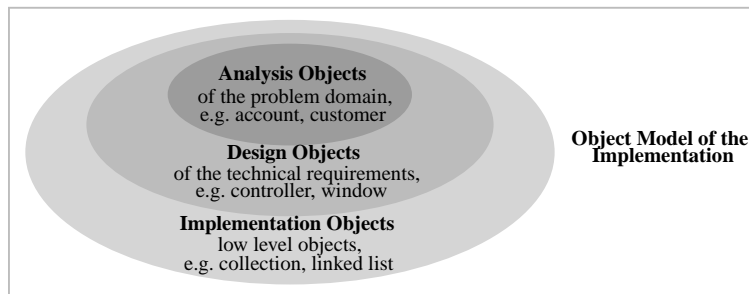 Analysis Objects
of the problem domain,
e.g. account, customer
Design Objects
of the technical requirements,
e.g. controller, window
Implementation Objects
low level objects,
e.g. collection, linked list
Object Model of the
Implementation